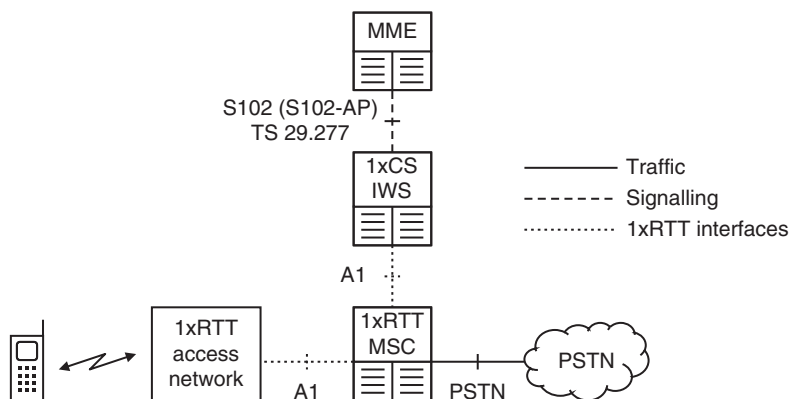 MME
S102 (S102-AP)
TS 29.277
1xCS
IWS
Traffic
Signalling
1xRTT interfaces
A1
1xRTT
access
network
1xRTT
MSC
PSTN
A1
PSTN